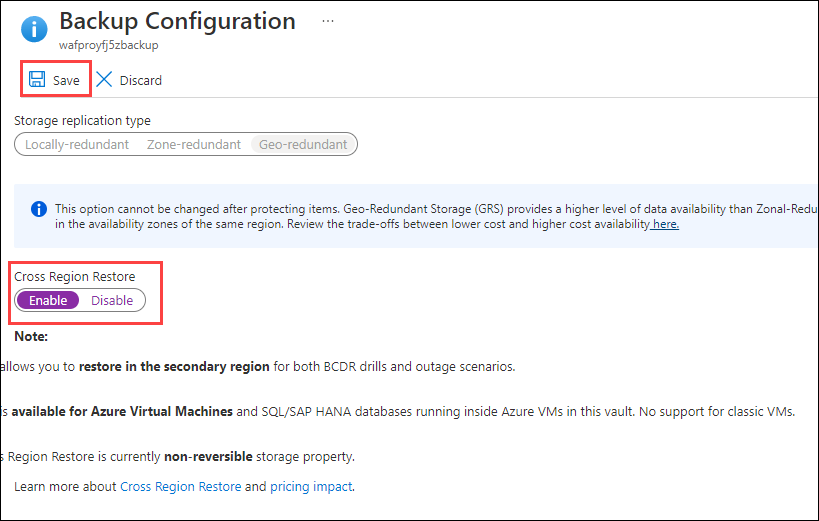 Backup Configuration ...
wafproyfj5zbackup
Save Discard
Storage replication type
Locally-redundant Zone-redundant Geo-redundant
This option cannot be changed after protecting items. Geo-Redundant Storage (GRS) provides a higher level of data availability than Zonal-Redu
in the availability zones of the same region. Review the trade-offs between lower cost and higher cost availability here.
Cross Region Restore
Enable Disable
Note:
allows you to restore in the secondary region for both BCDR drills and outage scenarios.
is available for Azure Virtual Machines and SQL/SAP HANA databases running inside Azure VMs in this vault. No support for classic VMs.
s Region Restore is currently non-reversible storage property.
Learn more about Cross Region Restore and pricing impact.